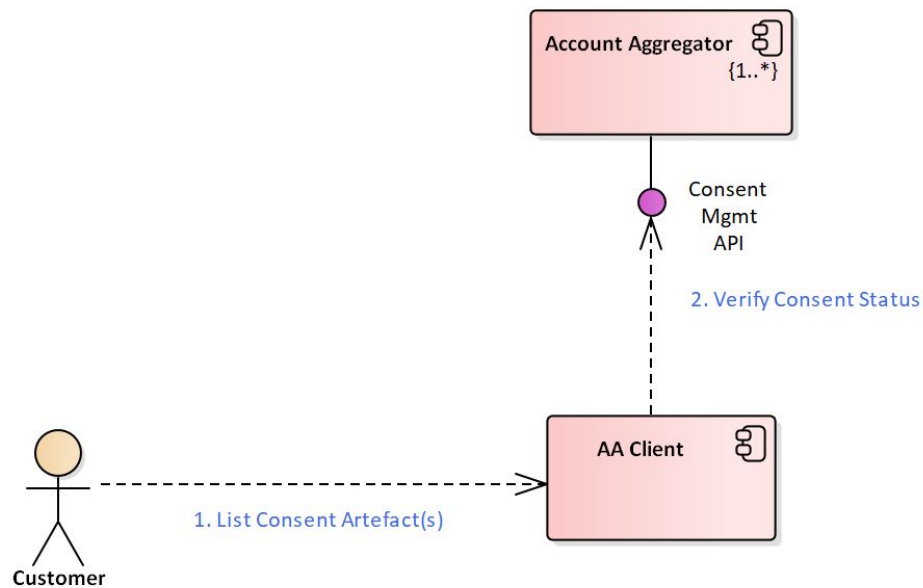 Account Aggregator
{1..*}
Consent
Mgmt
API
2. Verify Consent Status
AA Client
1. List Consent Artefact(s)
Customer